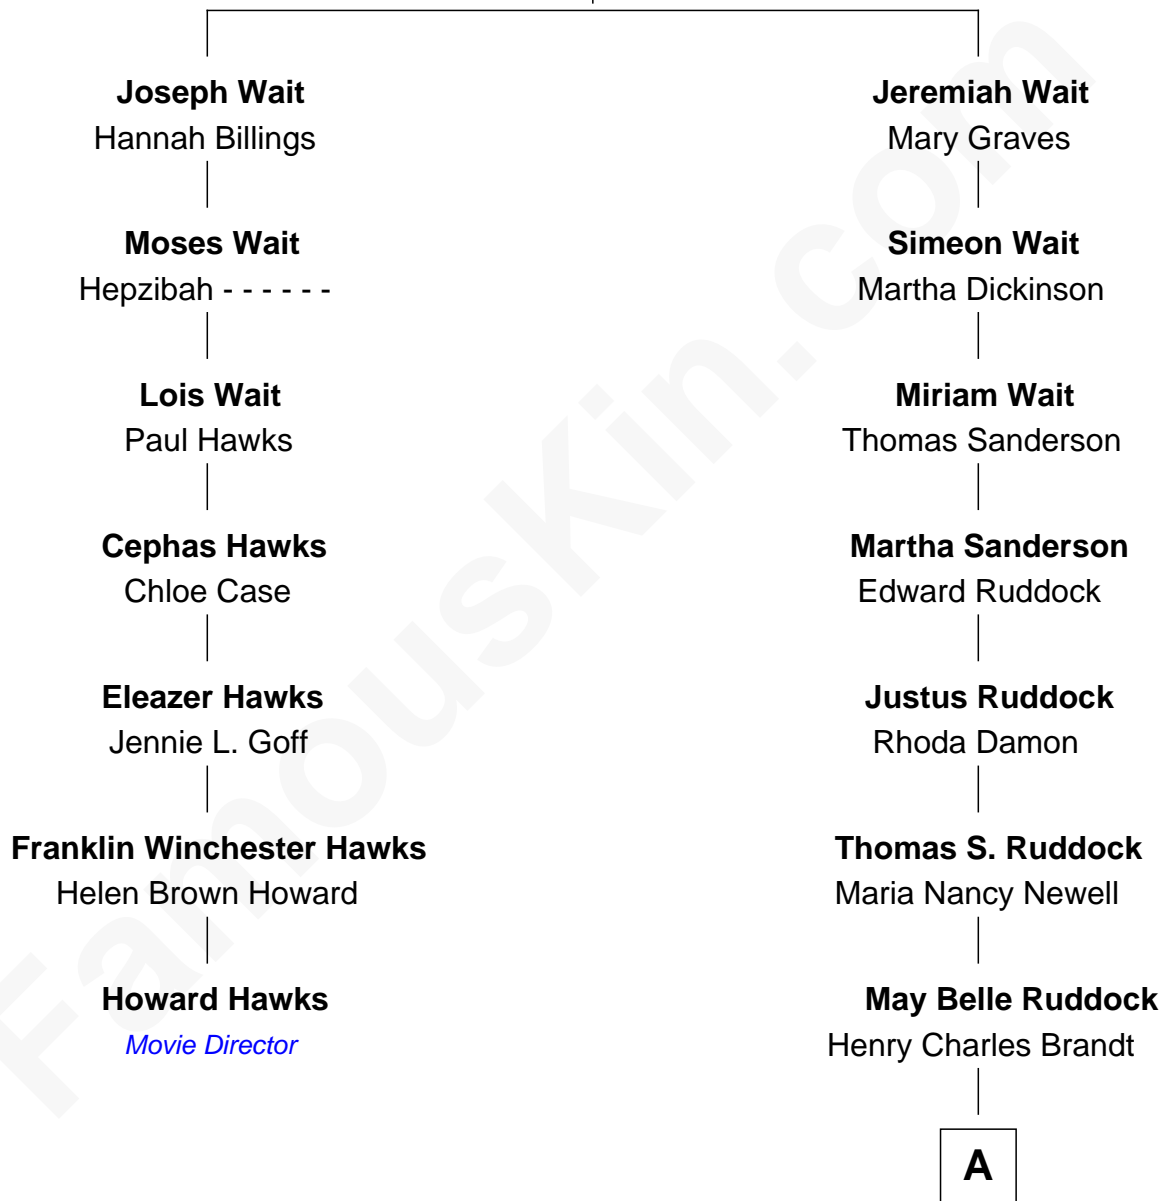 Joseph Wait
Hannah Billings
Moses Wait
Hepzibah - - - - - -
Lois Wait
Paul Hawks
Cephas Hawks
Chloe Case
Eleazer Hawks
Jennie L. Goff
Franklin Winchester Hawks
Helen Brown Howard
Howard Hawks
Movie Director
Jeremiah Wait
Mary Graves
Simeon Wait
Martha Dickinson
Miriam Wait
Thomas Sanderson
Martha Sanderson
Edward Ruddock
Justus Ruddock
Rhoda Damon
Thomas S. Ruddock
Maria Nancy Newell
May Belle Ruddock
Henry Charles Brandt
A
FamousKin.com